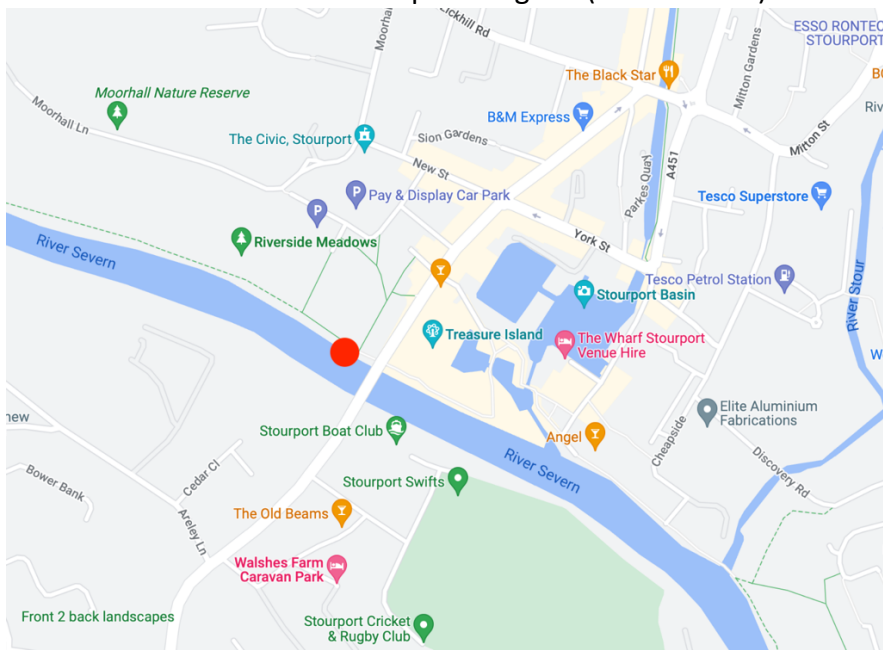 Lickhill Rd
Moorhal
ESSO RONTEC
STOURPORT
The Black Star
Mitton Gardens
Moorhall Nature Reserve
B&M Express
Moorhall Ln
The Civic, Stourport
Sion Gardens
Mitton St
Riv
New St
A451
Parkes Quay
Pay & Display Car Park
Tesco Superstore
York St
Riverside Meadows
River Severn
Tesco Petrol Station
Stourport Basin
River Stour
Treasure Island
The Wharf Stourport
Venue Hire
W
new
Elite Aluminium
Fabrications
Stourport Boat Club
Angel
Cheapside
River Severn
Cedar Cl
Stourport Swifts
Discovery Rd
Bower Bank
The Old Beams
Areley Ln
Walshes Farm
Caravan Park
Front 2 back landscapes
Stourport Cricket
& Rugby Club